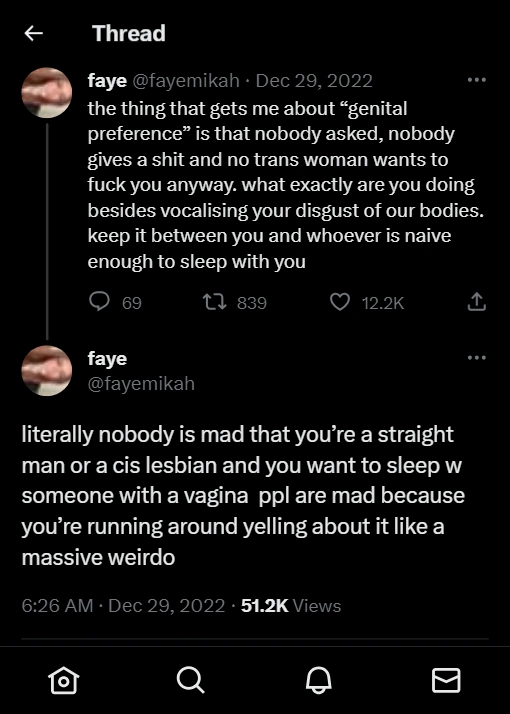 Thread
faye @fayemikah · Dec 29, 2022
the thing that gets me about “genital
preference” is that nobody asked, nobody
gives a shit and no trans woman wants to
fuck you anyway. what exactly are you doing
besides vocalising your disgust of our bodies.
keep it between you and whoever is naive
enough to sleep with you
69 839 12.2K
faye
@fayemikah
literally nobody is mad that you’re a straight
man or a cis lesbian and you want to sleep w
someone with a vagina  ppl are mad because
you’re running around yelling about it like a
massive weirdo
6:26 AM · Dec 29, 2022 · 51.2K Views